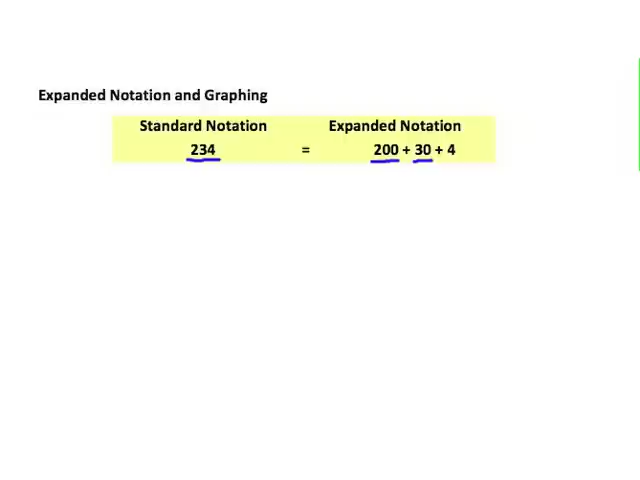 Expanded Notation and Graphing
Standard Notation Expanded Notation
234 = 200 + 30 + 4